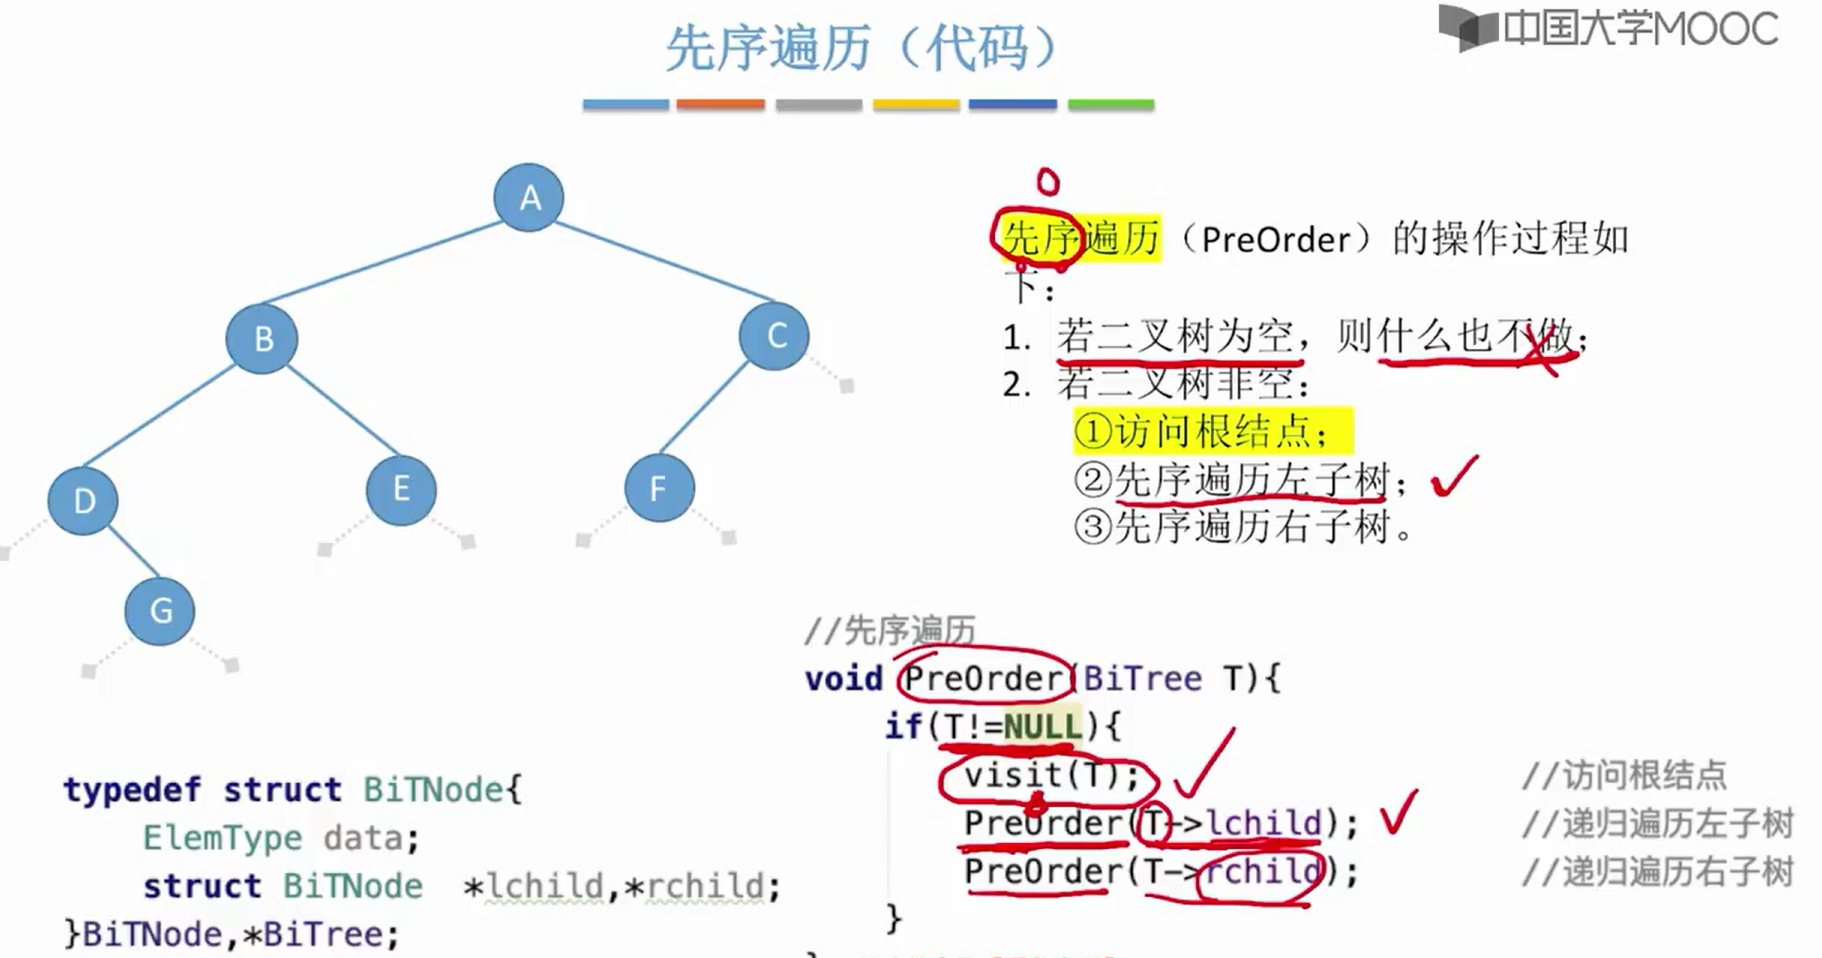 先序遍历（代码）
中国大学MOOC
A
B
C
D
E
F
G
先序遍历（PreOrder）的操作过程如
下：
1. 若二叉树为空，则什么也不做；
2. 若二叉树非空：
①访问根结点；
②先序遍历左子树；
③先序遍历右子树。
typedef struct BiTNode{
ElemType data;
struct BiTNode *lchild,*rchild;
}BiTNode,*BiTree;
//先序遍历
void PreOrder(BiTree T){
if(T!=NULL){
visit(T); //访问根结点
PreOrder(T->lchild); //递归遍历左子树
PreOrder(T->rchild); //递归遍历右子树
}